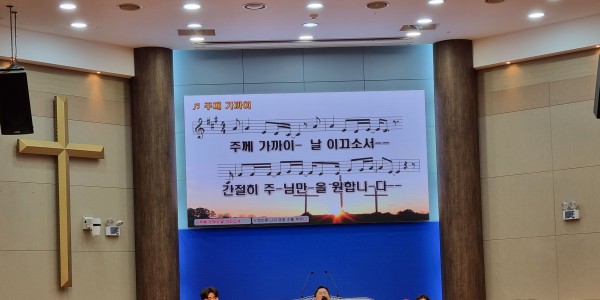 ♬ 주께 가까이
주께 가까이- 날 이끄소서--
간절히 주-님만-을 원합니-다--